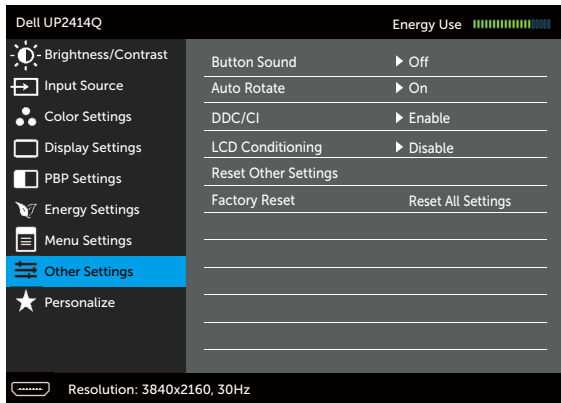 Dell UP2414Q
Energy Use
Brightness/Contrast
Input Source
Color Settings
Display Settings
PBP Settings
Energy Settings
Menu Settings
Other Settings
Personalize
Button Sound Off
Auto Rotate On
DDC/CI Enable
LCD Conditioning Disable
Reset Other Settings
Factory Reset Reset All Settings
Resolution: 3840x2160, 30Hz